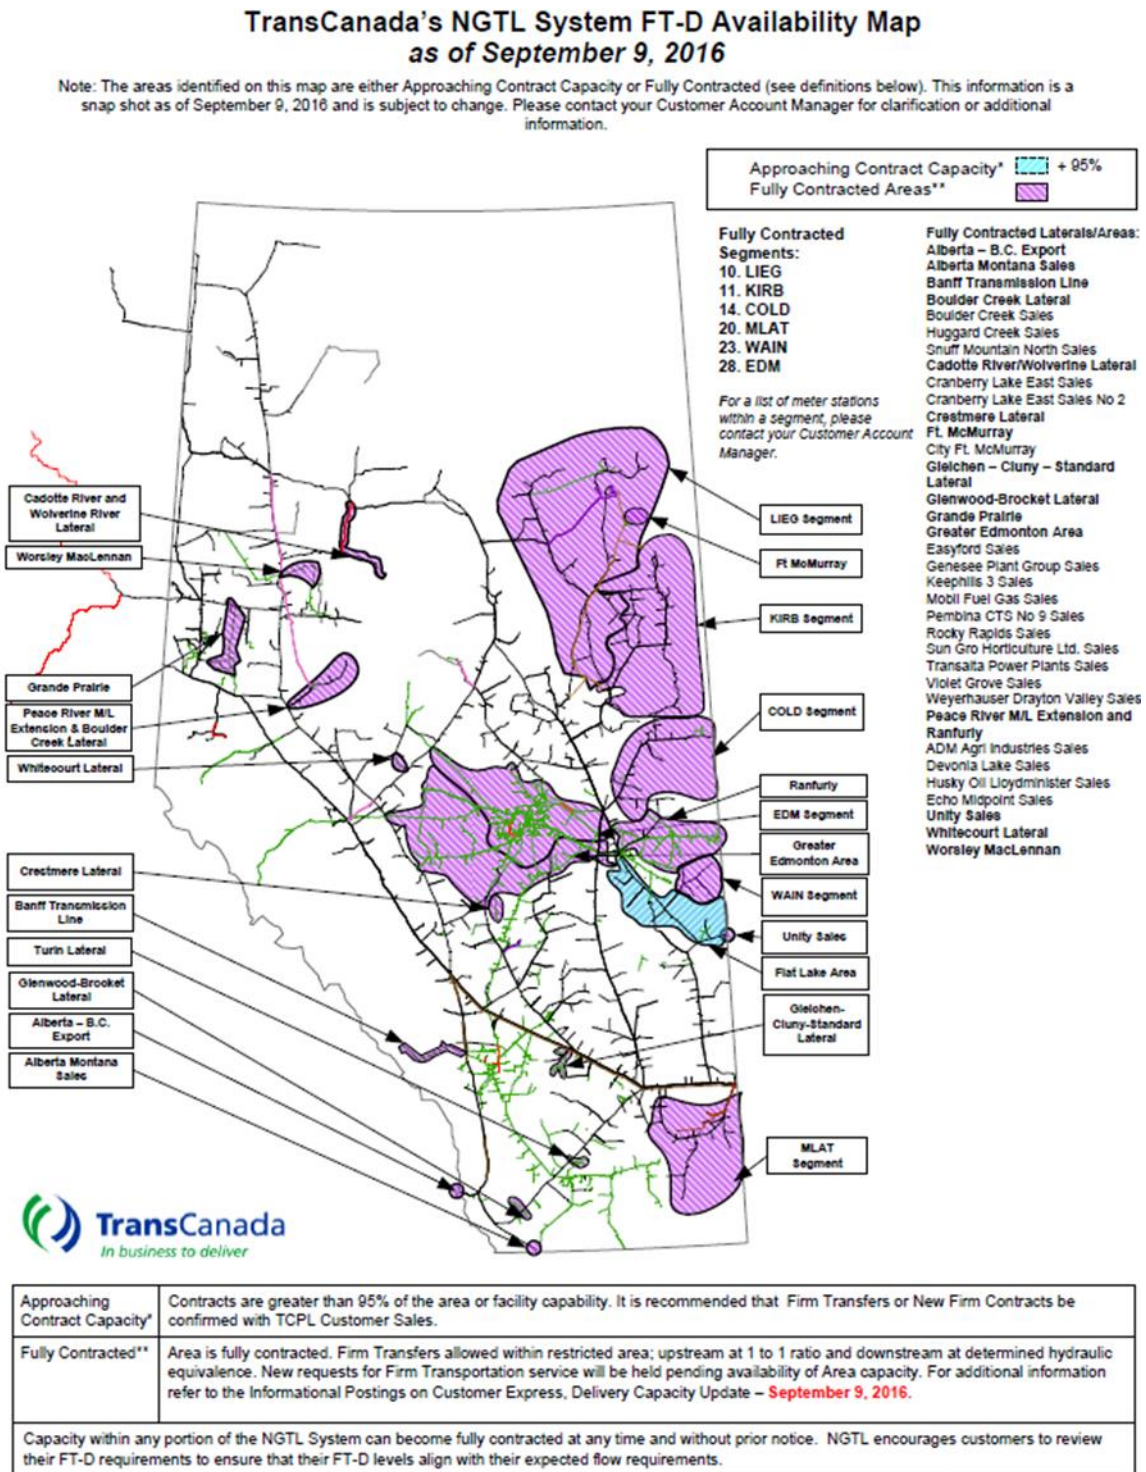 TransCanada's NGTL System FT-D Availability Map
as of September 9, 2016
Note: The areas identified on this map are either Approaching Contract Capacity or Fully Contracted (see definitions below). This information is a
snap shot as of September 9, 2016 and is subject to change. Please contact your Customer Account Manager for clarification or additional
information.
Approaching Contract Capacity* + 95%
Fully Contracted Areas**
Fully Contracted
Segments:
10. LIEG
11. KIRB
14. COLD
20. MLAT
23. WAIN
28. EDM
For a list of meter stations
within a segment, please
contact your Customer Account
Manager.
Fully Contracted Laterals/Areas:
Alberta – B.C. Export
Alberta Montana Sales
Banff Transmission Line
Boulder Creek Lateral
Boulder Creek Sales
Huggard Creek Sales
Snuff Mountain North Sales
Cadotte River/Wolverine Lateral
Cranberry Lake East Sales
Cranberry Lake East Sales No 2
Crestmere Lateral
Ft. McMurray
City Ft. McMurray
Gleichen – Cluny – Standard
Lateral
Glenwood-Brocket Lateral
Grande Prairie
Greater Edmonton Area
Easyford Sales
Genesee Plant Group Sales
Keephills 3 Sales
Mobil Fuel Gas Sales
Pembina CTS No 9 Sales
Rocky Rapids Sales
Sun Gro Horticulture Ltd. Sales
Transalta Power Plants Sales
Violet Grove Sales
Weyerhauser Drayton Valley Sales
Peace River M/L Extension and
Ranfurly
ADM Agri Industries Sales
Devonia Lake Sales
Husky Oil Lloydminister Sales
Echo Midpoint Sales
Unity Sales
Whitecourt Lateral
Worsley MacLennan
Cadotte River and
Wolverine River
Lateral
Worsley MacLennan
Grande Prairie
Peace River M/L
Extension & Boulder
Creek Lateral
Whitecourt Lateral
Crestmere Lateral
Banff Transmission
Line
Turin Lateral
Glenwood-Brocket
Lateral
Alberta – B.C.
Export
Alberta Montana
Sales
LIEG Segment
Ft McMurray
KIRB Segment
COLD Segment
Ranfurly
EDM Segment
Greater
Edmonton Area
WAIN Segment
Unity Sales
Flat Lake Area
Gleichen-
Cluny-Standard
Lateral
MLAT
Segment
TransCanada
In business to deliver
Approaching
Contract Capacity*
Contracts are greater than 95% of the area or facility capability. It is recommended that Firm Transfers or New Firm Contracts be
confirmed with TCPL Customer Sales.
Fully Contracted**
Area is fully contracted. Firm Transfers allowed within restricted area; upstream at 1 to 1 ratio and downstream at determined hydraulic
equivalence. New requests for Firm Transportation service will be held pending availability of Area capacity. For additional information
refer to the Informational Postings on Customer Express, Delivery Capacity Update – September 9, 2016.
Capacity within any portion of the NGTL System can become fully contracted at any time and without prior notice. NGTL encourages customers to review
their FT-D requirements to ensure that their FT-D levels align with their expected flow requirements.